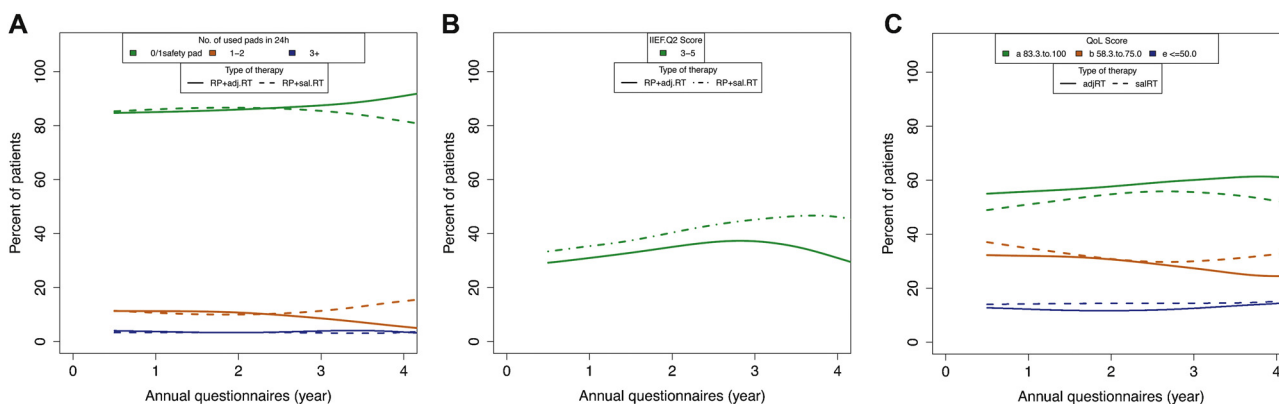 A
No. of used pads in 24h
0/1safety pad 1−2 3+
Type of therapy
RP+adj.RT RP+sal.RT
Percent of patients
100
80
60
40
20
0
0 1 2 3 4
Annual questionnaires (year)
B
IIEF.Q2 Score
3−5
Type of therapy
RP+adj.RT RP+sal.RT
Percent of patients
100
80
60
40
20
0
0 1 2 3 4
Annual questionnaires (year)
C
QoL Score
a 83.3.to.100 b 58.3.to.75.0 e <=50.0
Type of therapy
adjRT salRT
Percent of patients
100
80
60
40
20
0
0 1 2 3 4
Annual questionnaires (year)